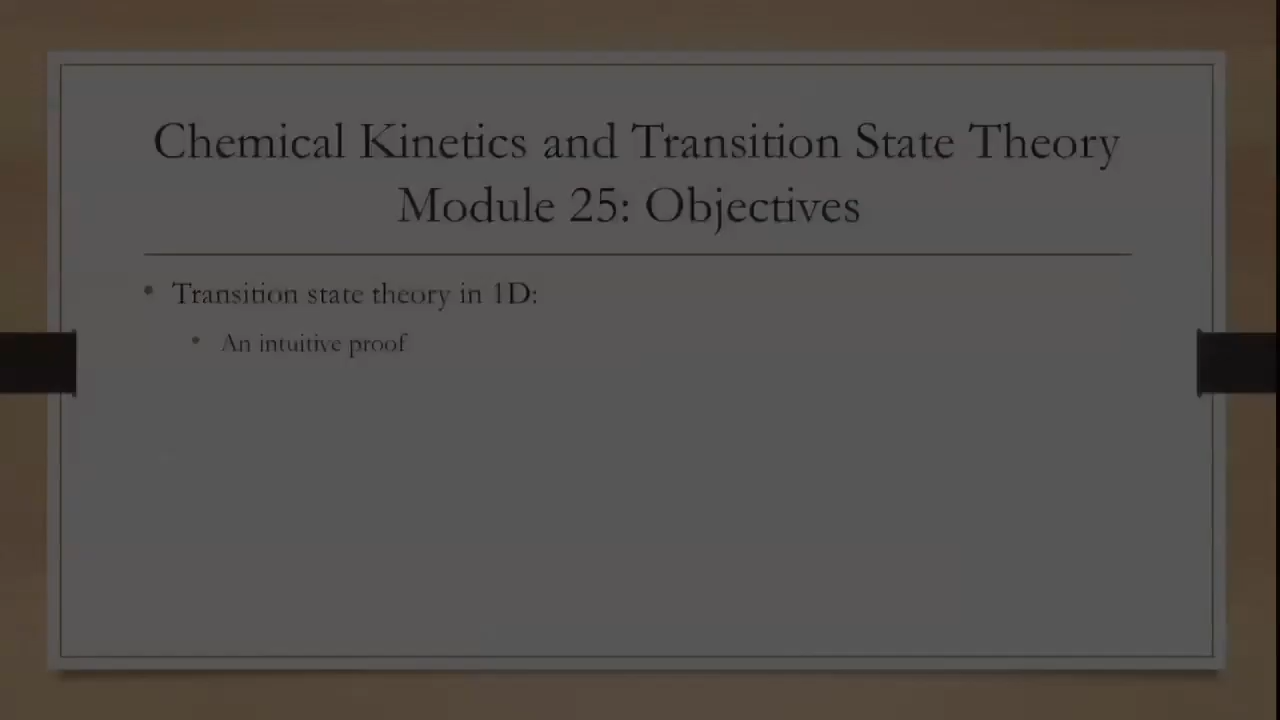 Chemical Kinetics and Transition State Theory
Module 25: Objectives
• Transition state theory in 1D:
• An intuitive proof